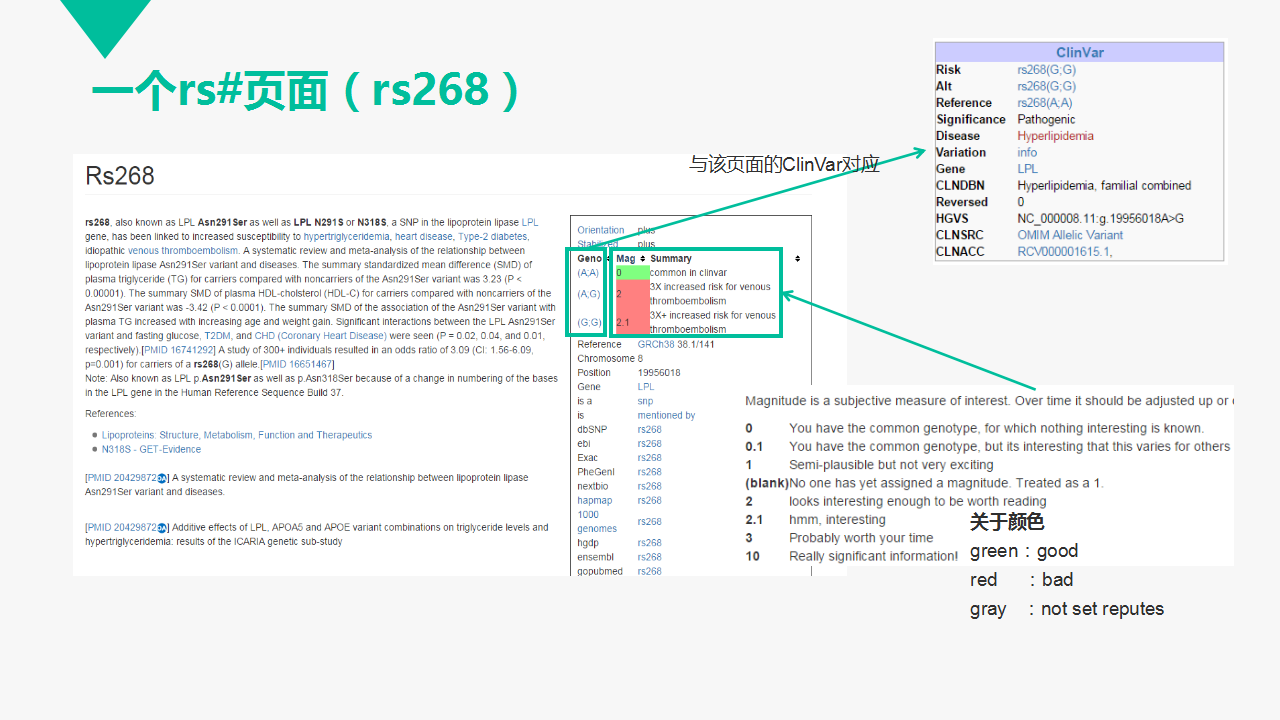 一个rs#页面（rs268）
Rs268
rs268, also known as LPL Asn291Ser as well as LPL N291S or N318S, a SNP in the lipoprotein lipase LPL
gene, has been linked to increased susceptibility to hypertriglyceridemia, heart disease, Type-2 diabetes,
idiopathic venous thromboembolism. A systematic review and meta-analysis of the relationship between
lipoprotein lipase Asn291Ser variant and diseases. The summary standardized mean difference (SMD) of
plasma triglyceride (TG) for carriers compared with noncarriers of the Asn291Ser variant was 3.23 (P <
0.00001). The summary SMD of plasma HDL-cholsterol (HDL-C) for carriers compared with noncarriers of the
Asn291Ser variant was -3.42 (P < 0.0001). The summary SMD of the association of the Asn291Ser variant with
plasma TG increased with increasing age and weight gain. Significant interactions between the LPL Asn291Ser
variant and fasting glucose, T2DM, and CHD (Coronary Heart Disease) were seen (P = 0.02, 0.04, and 0.01,
respectively).[PMID 16741292] A study of 300+ individuals resulted in an odds ratio of 3.09 (CI: 1.56-6.09,
p=0.001) for carriers of a rs268(G) allele.[PMID 16651467]
Note: Also known as LPL p.Asn291Ser as well as p.Asn318Ser because of a change in numbering of the bases
in the LPL gene in the Human Reference Sequence Build 37.
References:
Lipoproteins: Structure, Metabolism, Function and Therapeutics
N318S - GET-Evidence
[PMID 20429872] A systematic review and meta-analysis of the relationship between lipoprotein lipase
Asn291Ser variant and diseases.
[PMID 20429872] Additive effects of LPL, APOA5 and APOE variant combinations on triglyceride levels and
hypertriglyceridemia: results of the ICARIA genetic sub-study
Orientation plus
Stabilized plus
Geno Mag Summary
(A;A) 0 common in clinvar
(A;G) 2 3X increased risk for venous
thromboembolism
(G;G) 2.1 3X+ increased risk for venous
thromboembolism
Reference GRCh38 38.1/141
Chromosome 8
Position 19956018
Gene LPL
is a snp
is mentioned by
dbSNP rs268
ebi rs268
Exac rs268
PheGenI rs268
nextbio rs268
hapmap rs268
1000
genomes rs268
hgdp rs268
ensembl rs268
gopubmed rs268
与该页面的ClinVar对应
ClinVar
Risk rs268(G;G)
Alt rs268(G;G)
Reference rs268(A;A)
Significance Pathogenic
Disease Hyperlipidemia
Variation info
Gene LPL
CLNDBN Hyperlipidemia, familial combined
Reversed 0
HGVS NC_000008.11:g.19956018A>G
CLNSRC OMIM Allelic Variant
CLNACC RCV000001615.1,
Magnitude is a subjective measure of interest. Over time it should be adjusted up or
0 You have the common genotype, for which nothing interesting is known.
0.1 You have the common genotype, but its interesting that this varies for others
1 Semi-plausible but not very exciting
(blank) No one has yet assigned a magnitude. Treated as a 1.
2 looks interesting enough to be worth reading
2.1 hmm, interesting
3 Probably worth your time
10 Really significant information!
关于颜色
green：good
red ：bad
gray ：not set reputes